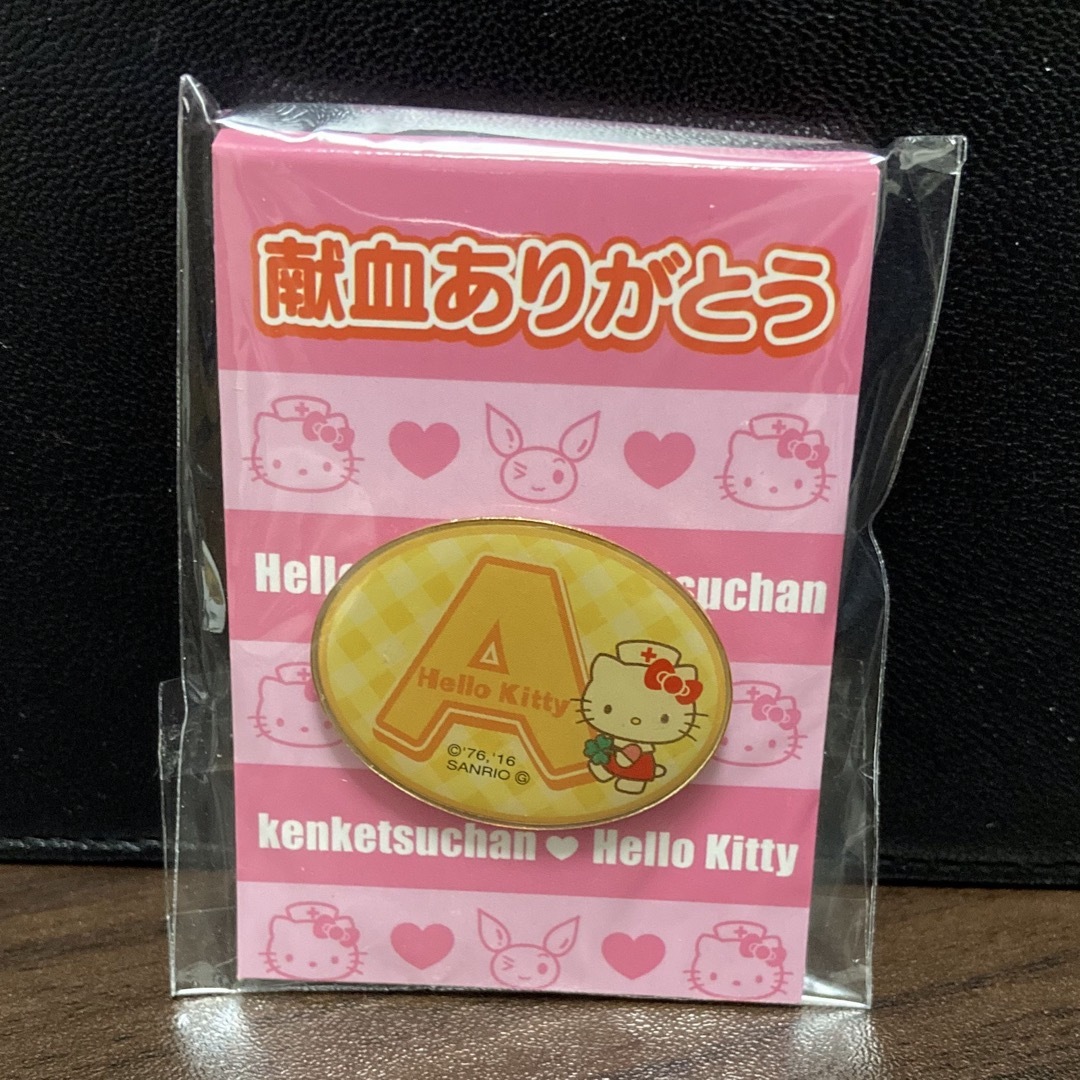 献血ありがとう
Hello
suchan
A
Hello Kitty
©'76,'16
SANRIO Ⓖ
kenketsuchan♥Hello Kitty